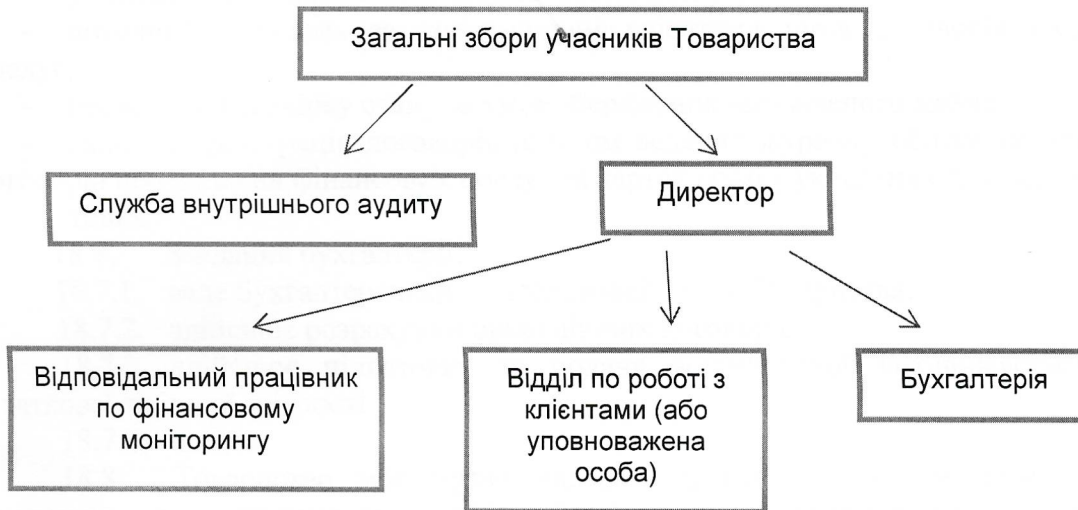 Загальні збори учасників Товариства
Служба внутрішнього аудиту
Директор
Відповідальний працівник
по фінансовому
моніторингу
Відділ по роботі з
клієнтами (або
уповноважена
особа)
Бухгалтерія